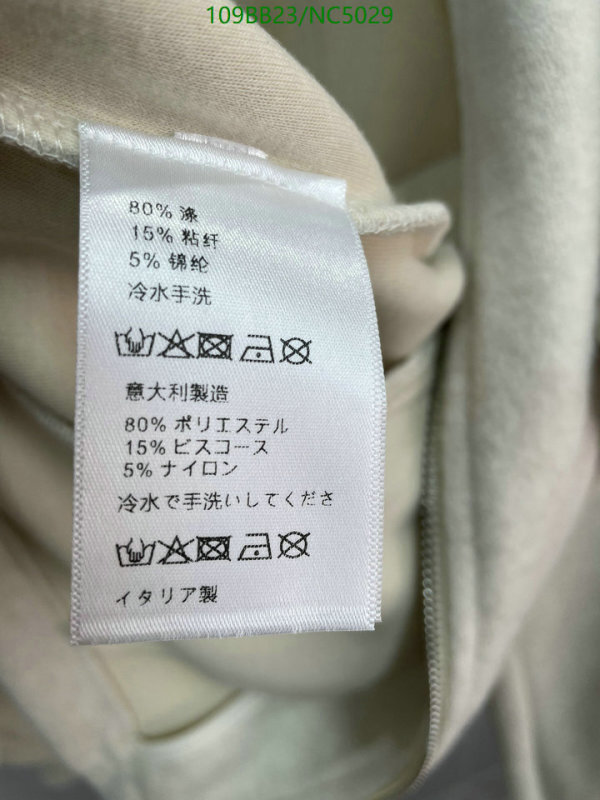 109BB23/NC5029
80% 涤
15% 粘纤
5% 锦纶
冷水手洗
意大利製造
80% ポリエステル
15% ビスコース
5% ナイロン
冷水で手洗いしてくださ
イタリア製